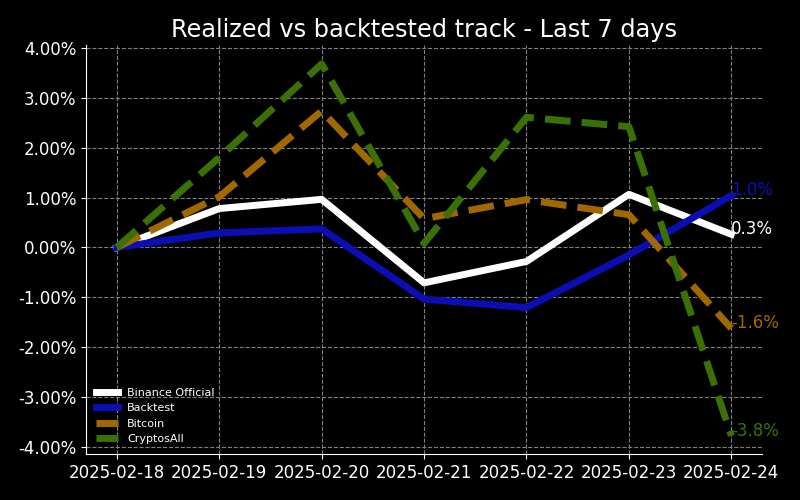 Realized vs backtested track - Last 7 days
4.00%
3.00%
2.00%
1.00%
0.00%
-1.00%
-2.00%
-3.00%
-4.00%
1.0%
0.3%
-1.6%
-3.8%
Binance Official
Backtest
Bitcoin
CryptosAll
2025-02-18 2025-02-19 2025-02-20 2025-02-21 2025-02-22 2025-02-23 2025-02-24